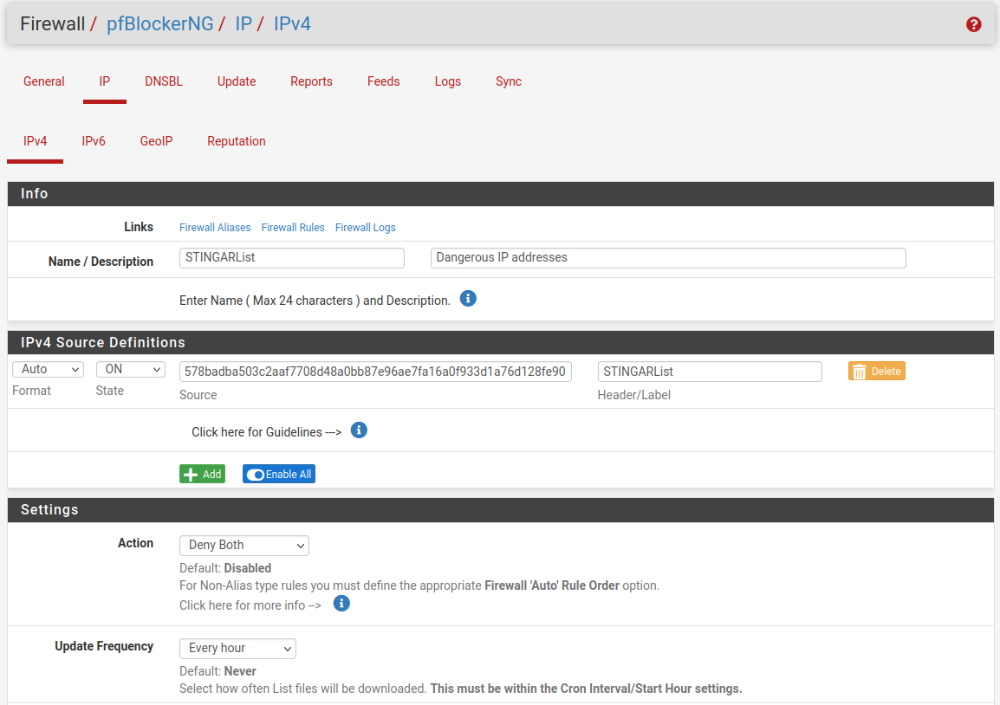 Firewall / pfBlockerNG / IP / IPv4
General IP DNSBL Update Reports Feeds Logs Sync
IPv4 IPv6 GeoIP Reputation
Info
Links Firewall Aliases Firewall Rules Firewall Logs
Name / Description STINGARList Dangerous IP addresses
Enter Name ( Max 24 characters ) and Description.
IPv4 Source Definitions
Auto ON 578badba503c2aaf7708d48a0bb87e96ae7fa16a0f933d1a76d128fe90 STINGARList Delete
Format State Source Header/Label
Click here for Guidelines --->
Add Enable All
Settings
Action Deny Both
Default: Disabled
For Non-Alias type rules you must define the appropriate Firewall 'Auto' Rule Order option.
Click here for more info -->
Update Frequency Every hour
Default: Never
Select how often List files will be downloaded. This must be within the Cron Interval/Start Hour settings.